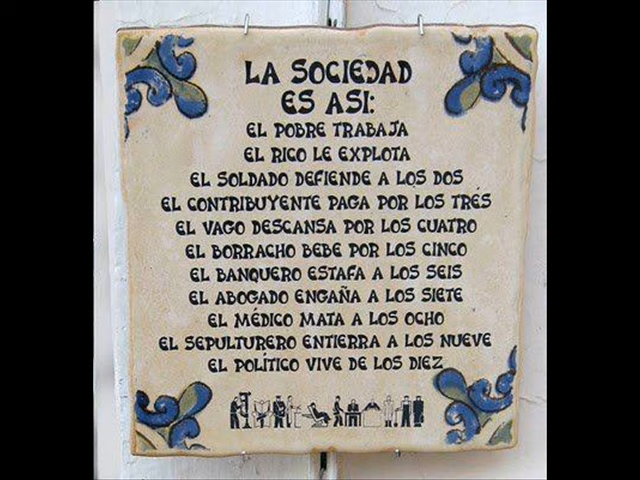 LA SOCIEDAD
ES ASI:
EL POBRE TRABAJA
EL RICO LE EXPLOTA
EL SOLDADO DEFIENDE A LOS DOS
EL CONTRIBUYENTE PAGA POR LOS TRÉS
EL VAGO DESCANSA POR LOS CUATRO
EL BORRACHO BEBE POR LOS CINCO
EL BANQUERO ESTAFA A LOS SEIS
EL ABOGADO ENGAÑA A LOS SIETE
EL MÉDICO MATA A LOS OCHO
EL SEPULTURERO ENTIERRA A LOS NUEVE
EL POLÍTICO VIVE DE LOS DIEZ